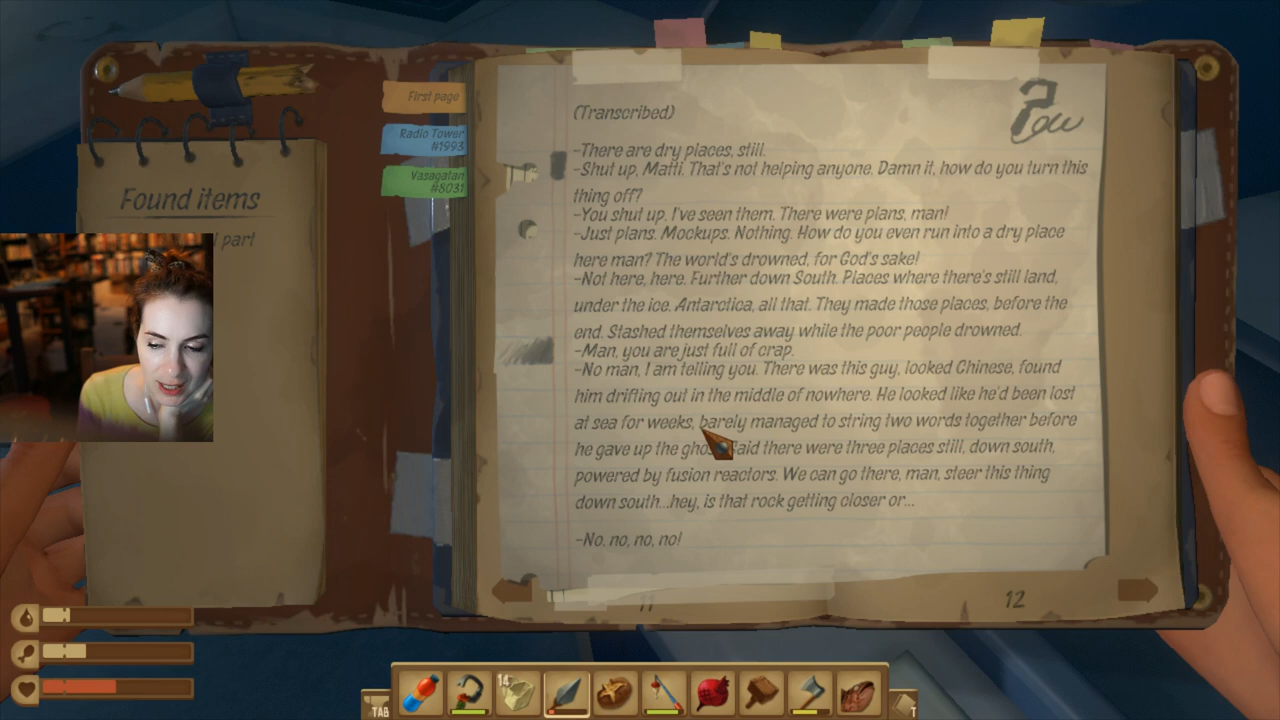 First page
Radio Tower
#1993
Vasagatan
#8031
Found items
part
(Transcribed)
-There are dry places, still.
-Shut up, Matti. That's not helping anyone. Damn it, how do you turn this
thing off?
-You shut up. I've seen them. There were plans, man!
-Just plans. Mockups. Nothing. How do you even run into a dry place
here man? The world's drowned, for God's sake!
-Not here, here. Further down South. Places where there's still land,
under the ice. Antarctica, all that. They made those places, before the
end. Stashed themselves away while the poor people drowned.
-Man, you are just full of crap.
-No man, I am telling you. There was this guy, looked Chinese, found
him drifting out in the middle of nowhere. He looked like he'd been lost
at sea for weeks, barely managed to string two words together before
he gave up the said there were three places still, down south,
powered by fusion reactors. We can go there, man, steer this thing
down south...hey, is that rock getting closer or...
-No, no, no, no!
11
12
14
TAB
T